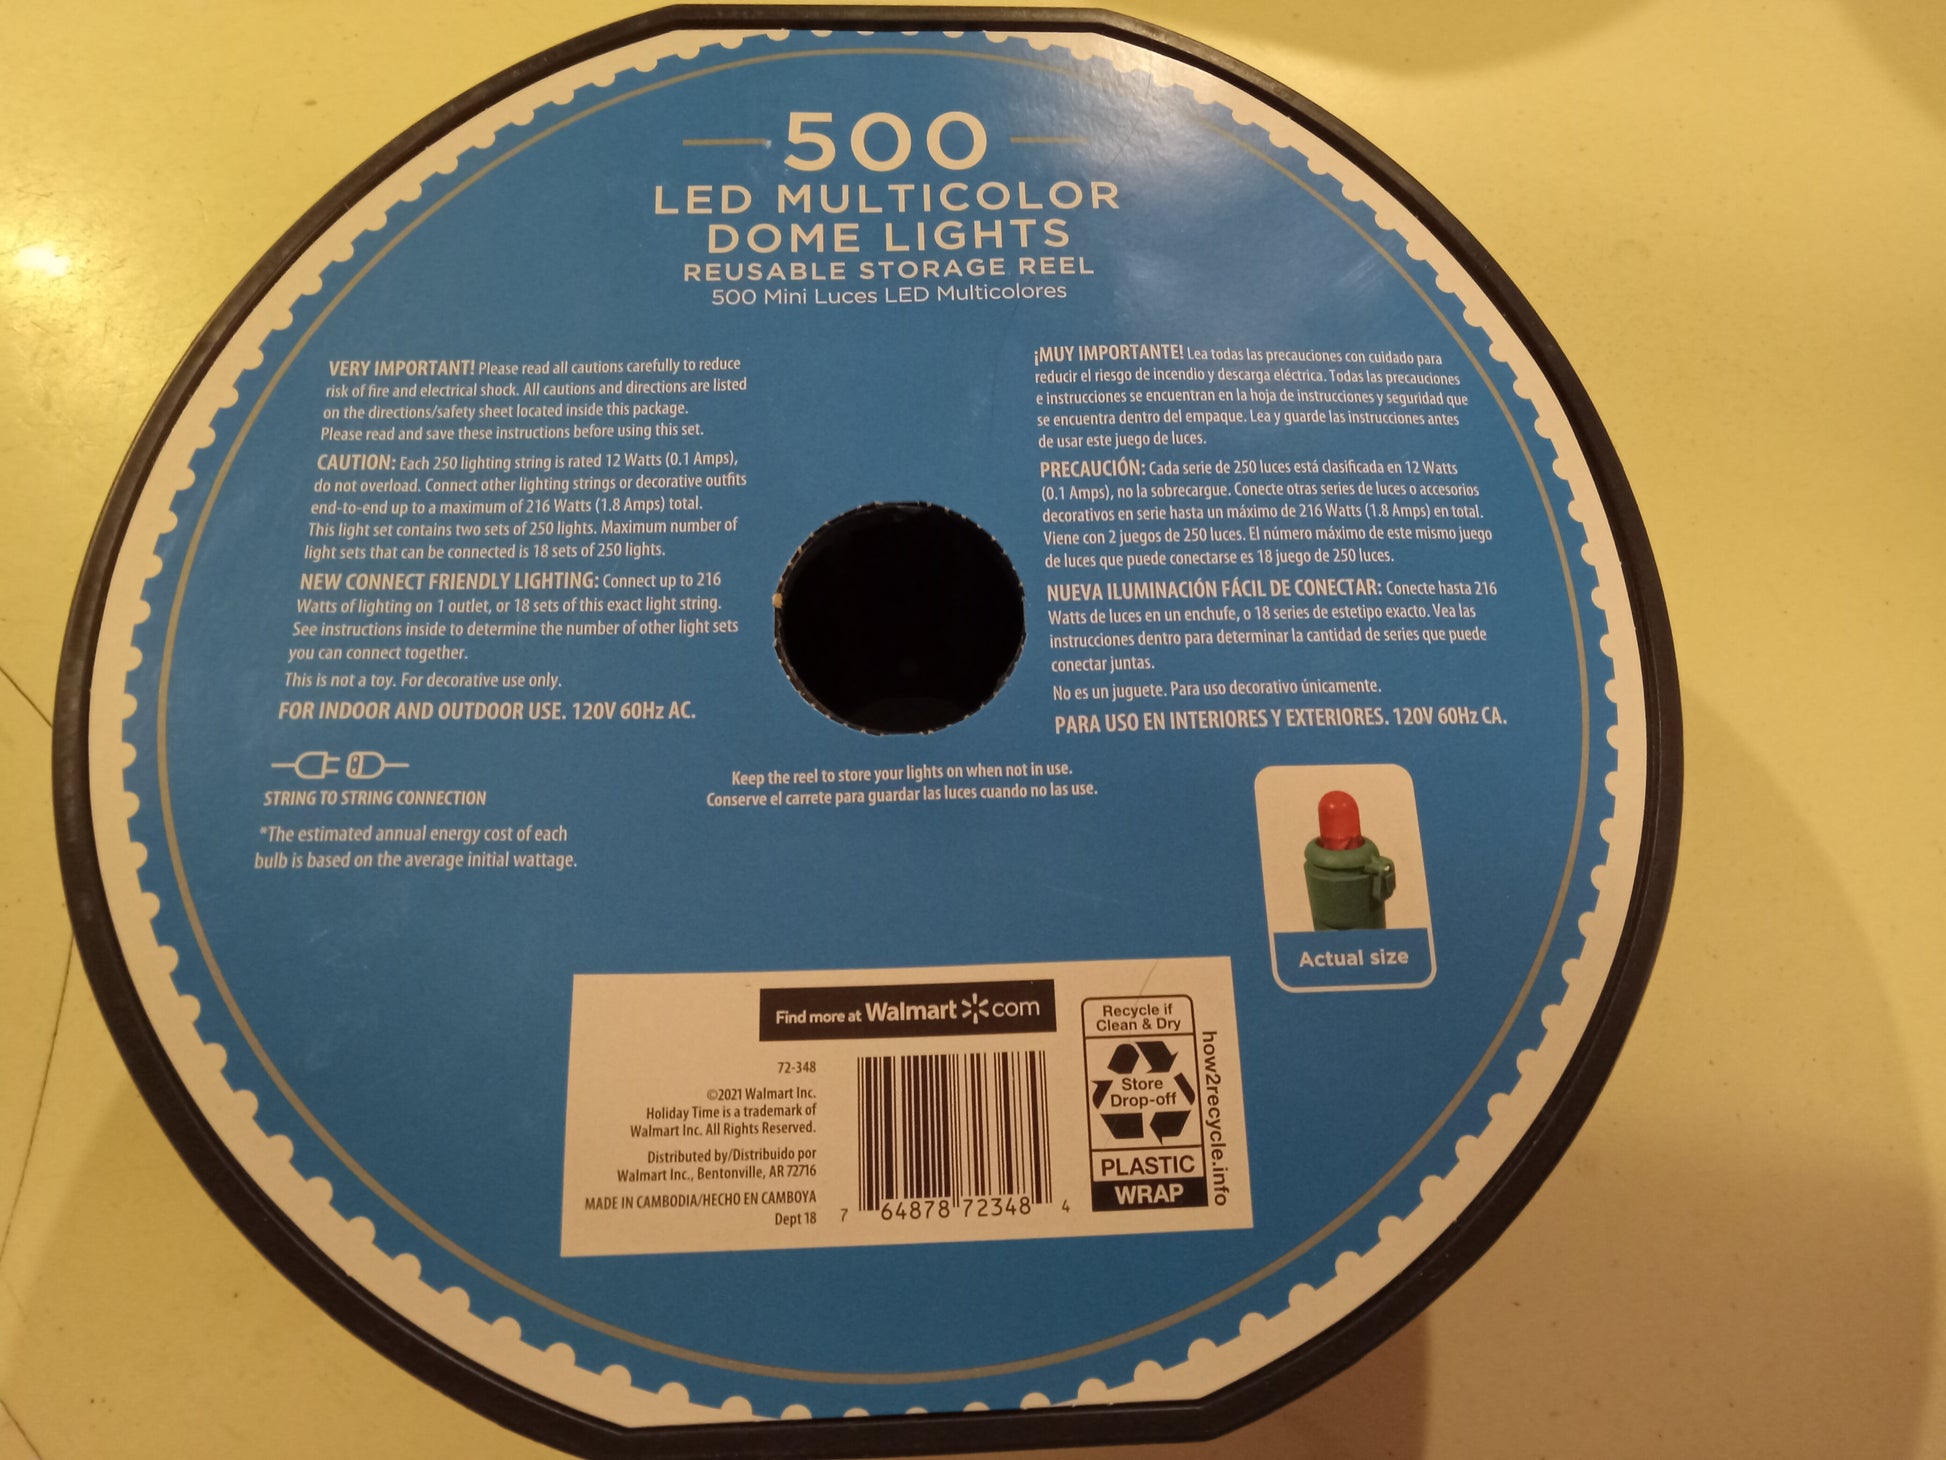 500
LED MULTICOLOR
DOME LIGHTS
REUSABLE STORAGE REEL
500 Mini Luces LED Multicolores
VERY IMPORTANT! Please read all cautions carefully to reduce
risk of fire and electrical shock. All cautions and directions are listed
on the directions/safety sheet located inside this package.
Please read and save these instructions before using this set.
CAUTION: Each 250 lighting string is rated 12 Watts (0.1 Amps),
do not overload. Connect other lighting strings or decorative outfits
end-to-end up to a maximum of 216 Watts (1.8 Amps) total.
This light set contains two sets of 250 lights. Maximum number of
light sets that can be connected is 18 sets of 250 lights.
NEW CONNECT FRIENDLY LIGHTING: Connect up to 216
Watts of lighting on 1 outlet, or 18 sets of this exact light string.
See instructions inside to determine the number of other light sets
you can connect together.
This is not a toy. For decorative use only.
FOR INDOOR AND OUTDOOR USE. 120V 60Hz AC.
STRING TO STRING CONNECTION
*The estimated annual energy cost of each
bulb is based on the average initial wattage.
¡MUY IMPORTANTE! Lea todas las precauciones con cuidado para
reducir el riesgo de incendio y descarga eléctrica. Todas las precauciones
e instrucciones se encuentran en la hoja de instrucciones y seguridad que
se encuentra dentro del empaque. Lea y guarde las instrucciones antes
de usar este juego de luces.
PRECAUCIÓN: Cada serie de 250 luces está clasificada en 12 Watts
(0.1 Amps), no la sobrecargue. Conecte otras series de luces o accesorios
decorativos en serie hasta un máximo de 216 Watts (1.8 Amps) en total.
Viene con 2 juegos de 250 luces. El número máximo de este mismo juego
de luces que puede conectarse es 18 juego de 250 luces.
NUEVA ILUMINACIÓN FÁCIL DE CONECTAR: Conecte hasta 216
Watts de luces en un enchufe, o 18 series de estetipo exacto. Vea las
instrucciones dentro para determinar la cantidad de series que puede
conectar juntas.
No es un juguete. Para uso decorativo únicamente.
PARA USO EN INTERIORES Y EXTERIORES. 120V 60Hz CA.
Keep the reel to store your lights on when not in use.
Conserve el carrete para guardar las luces cuando no las use.
Actual size
Find more at Walmart com
72-348
©2021 Walmart Inc.
Holiday Time is a trademark of
Walmart Inc. All Rights Reserved.
Distributed by/Distribuido por
Walmart Inc., Bentonville, AR 72716
MADE IN CAMBODIA/HECHO EN CAMBOYA
Dept 18
7 64878 72348 4
Recycle if
Clean & Dry
Store
Drop-off
PLASTIC
WRAP
how2recycle.info